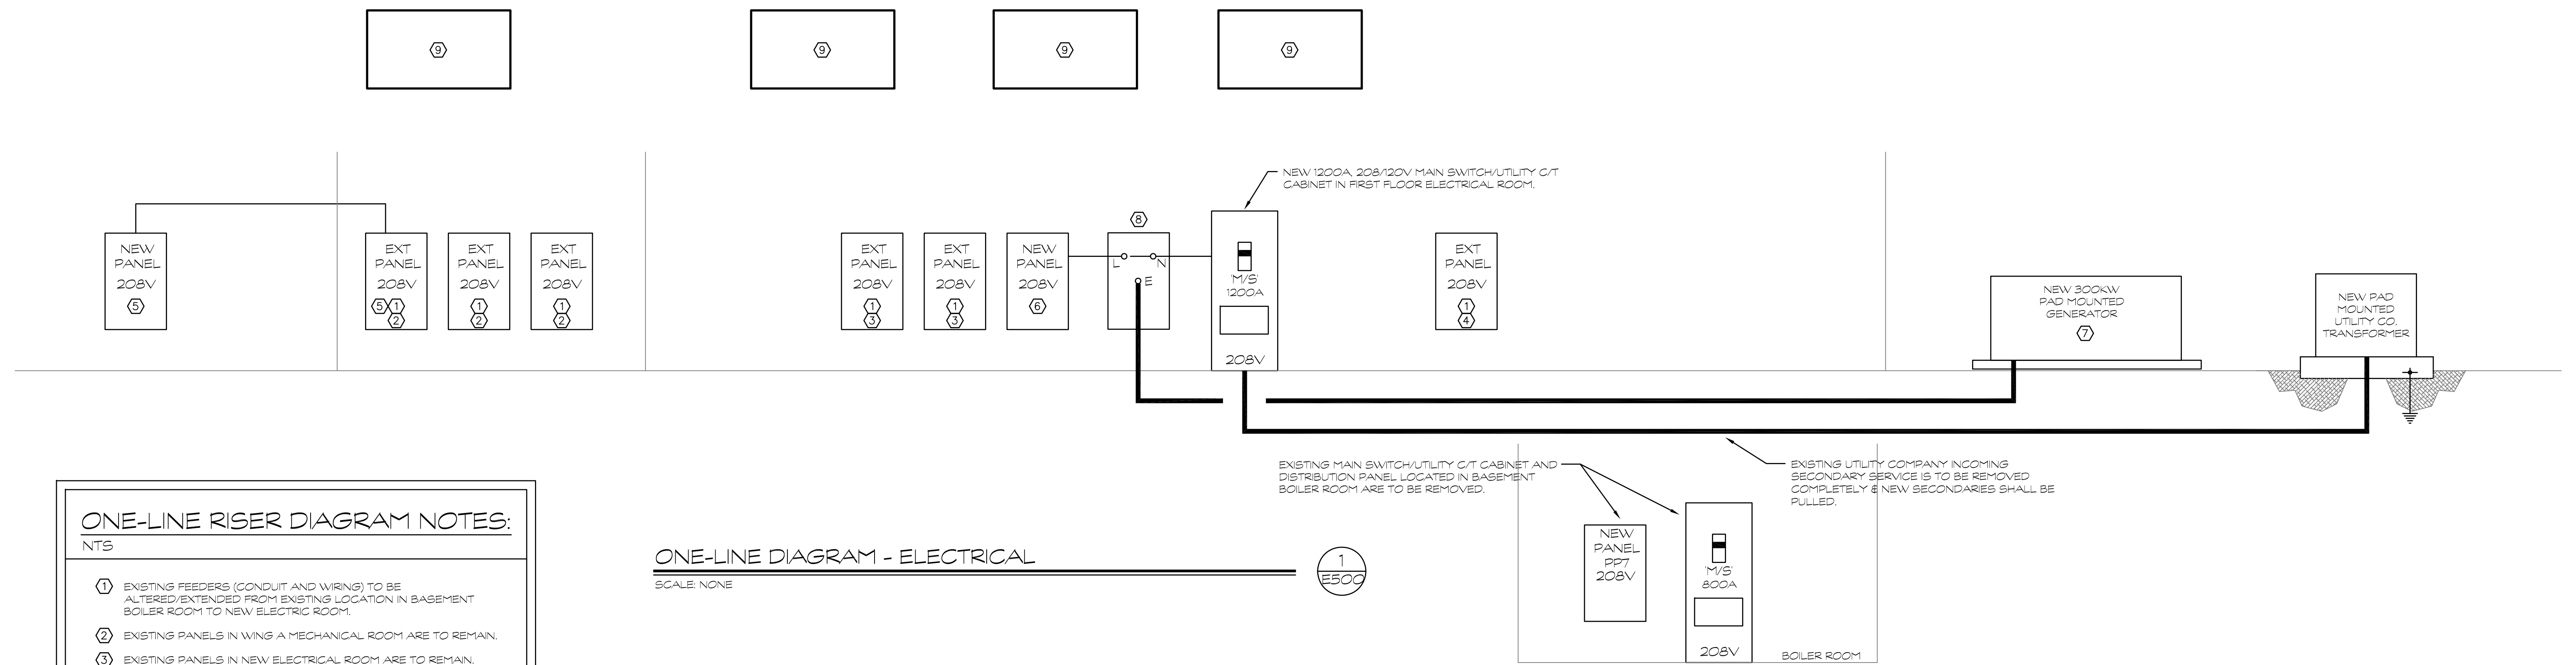 9
9
9
9
NEW 1200A, 208/120V MAIN SWITCH/UTILITY C/T
CABINET IN FIRST FLOOR ELECTRICAL ROOM.
NEW
PANEL
208V
5
EXT
PANEL
208V
5 1
2
EXT
PANEL
208V
1
2
EXT
PANEL
208V
1
2
EXT
PANEL
208V
1
3
EXT
PANEL
208V
1
3
NEW
PANEL
208V
6
8
L N
E
'M/S'
1200A
208V
EXT
PANEL
208V
1
4
NEW 300KW
PAD MOUNTED
GENERATOR
7
NEW PAD
MOUNTED
UTILITY CO.
TRANSFORMER
EXISTING MAIN SWITCH/UTILITY C/T CABINET AND
DISTRIBUTION PANEL LOCATED IN BASEMENT
BOILER ROOM ARE TO BE REMOVED.
EXISTING UTILITY COMPANY INCOMING
SECONDARY SERVICE IS TO BE REMOVED
COMPLETELY & NEW SECONDARIES SHALL BE
PULLED.
NEW
PANEL
PP7
208V
'M/S'
800A
208V
BOILER ROOM
ONE-LINE DIAGRAM - ELECTRICAL
SCALE: NONE
1
E500
ONE-LINE RISER DIAGRAM NOTES:
NTS
1 EXISTING FEEDERS (CONDUIT AND WIRING) TO BE
ALTERED/EXTENDED FROM EXISTING LOCATION IN BASEMENT
BOILER ROOM TO NEW ELECTRIC ROOM.
2 EXISTING PANELS IN WING A MECHANICAL ROOM ARE TO REMAIN.
3 EXISTING PANELS IN NEW ELECTRICAL ROOM ARE TO REMAIN.